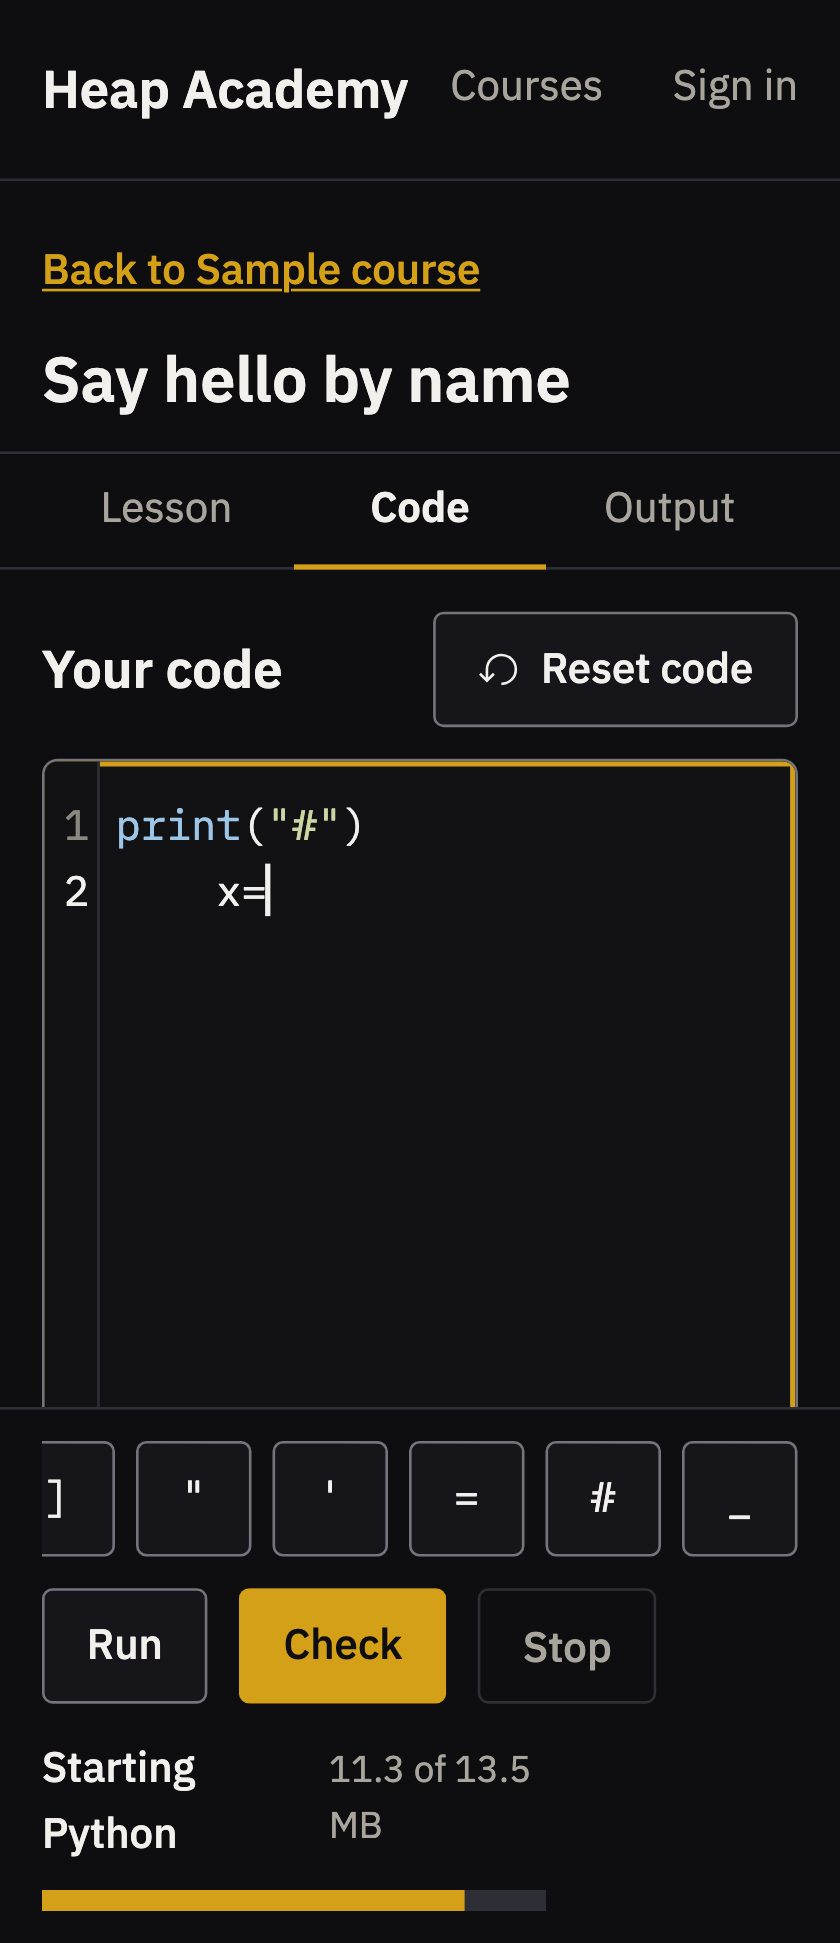 Heap Academy Courses Sign in
Back to Sample course
Say hello by name
Lesson Code Output
Your code Reset code
1 print("#")
2     x=
] " ' = # _
Run Check Stop
Starting Python 11.3 of 13.5 MB